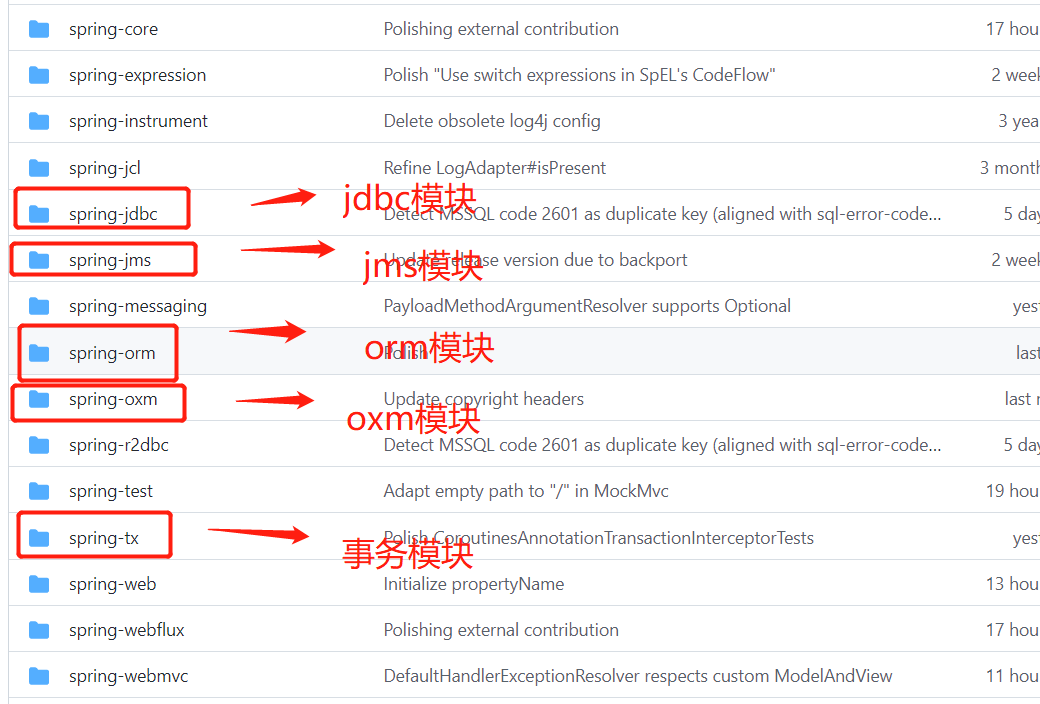 spring-core Polishing external contribution 17 hou
spring-expression Polish "Use switch expressions in SpEL's CodeFlow" 2 week
spring-instrument Delete obsolete log4j config 3 yea
spring-jcl Refine LogAdapter#isPresent 3 month
jdbc模块
spring-jdbc Detect MSSQL code 2601 as duplicate key (aligned with sql-error-code... 5 day
spring-jms Update release version due to backport 2 week
jms模块
spring-messaging PayloadMethodArgumentResolver supports Optional yest
orm模块
spring-orm Polish last
spring-oxm Update copyright headers last r
oxm模块
spring-r2dbc Detect MSSQL code 2601 as duplicate key (aligned with sql-error-code... 5 day
spring-test Adapt empty path to "/" in MockMvc 19 hou
spring-tx Polish CoroutinesAnnotationTransactionInterceptorTests yest
事务模块
spring-web Initialize propertyName 13 hou
spring-webflux Polishing external contribution 17 hou
spring-webmvc DefaultHandlerExceptionResolver respects custom ModelAndView 11 hou